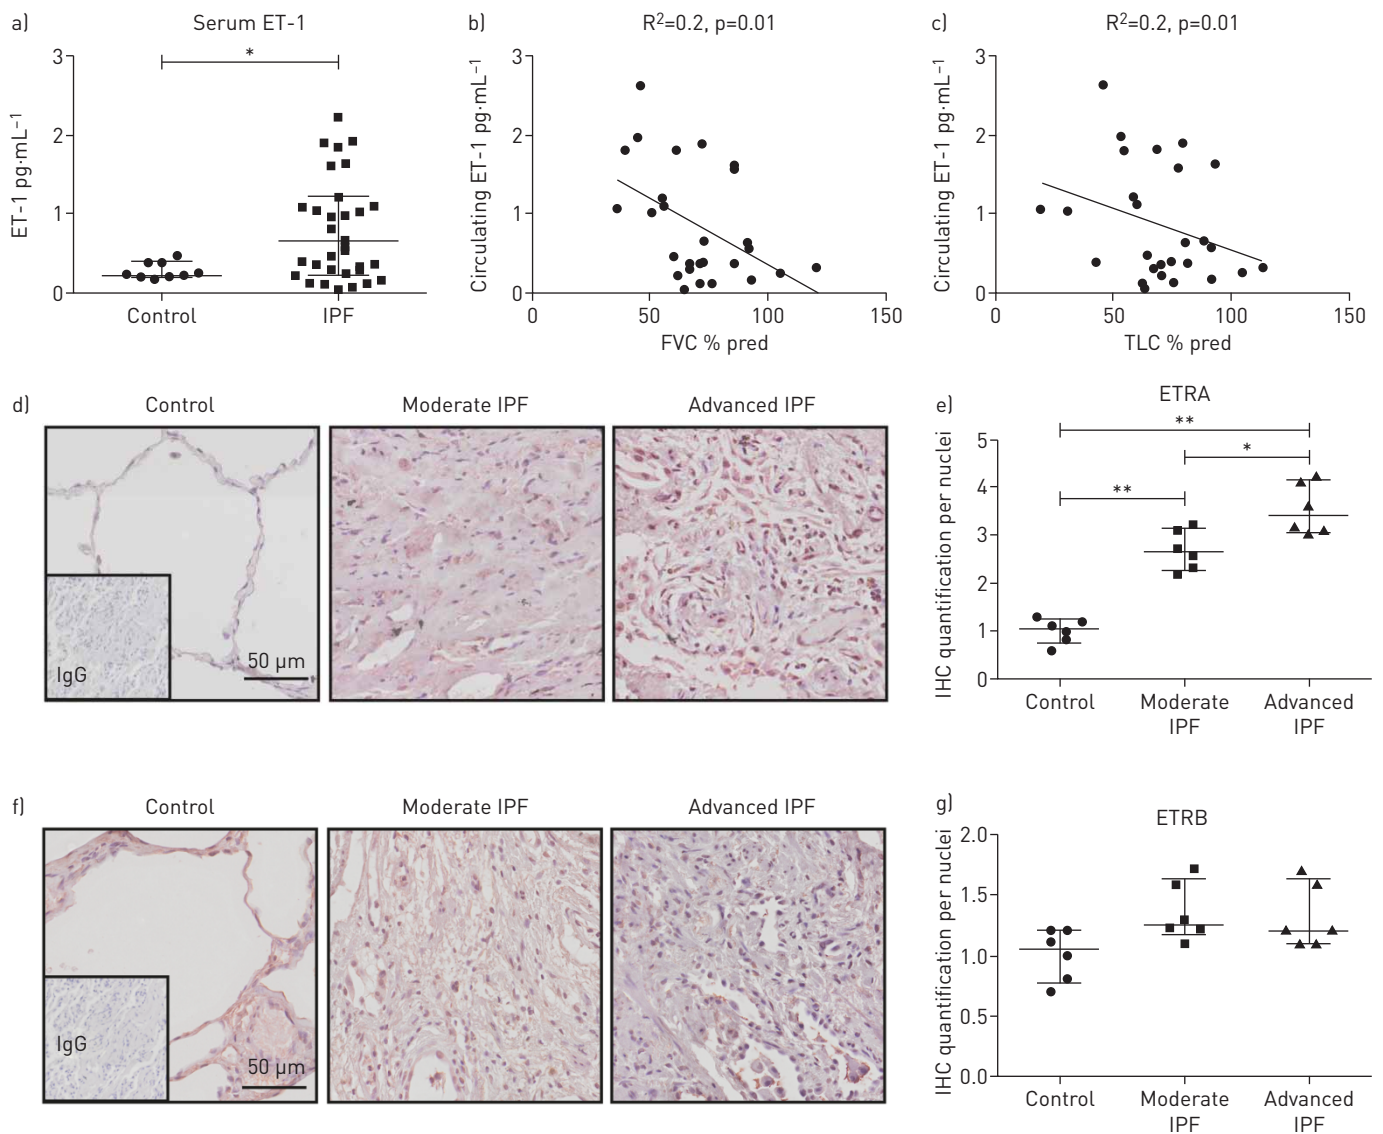 a)
Serum ET-1
*
ET-1 pg·mL⁻¹
3
2
1
0
Control
IPF
b)
R²=0.2, p=0.01
Circulating ET-1 pg·mL⁻¹
3
2
1
0
0
50
100
150
FVC % pred
c)
R²=0.2, p=0.01
Circulating ET-1 pg·mL⁻¹
3
2
1
0
0
50
100
150
TLC % pred
d)
Control
Moderate IPF
Advanced IPF
IgG
50 µm
e)
ETRA
**
*
**
IHC quantification per nuclei
5
4
3
2
1
0
Control
Moderate
IPF
Advanced
IPF
f)
Control
Moderate IPF
Advanced IPF
IgG
50 µm
g)
ETRB
IHC quantification per nuclei
2.0
1.5
1.0
0.5
0.0
Control
Moderate
IPF
Advanced
IPF